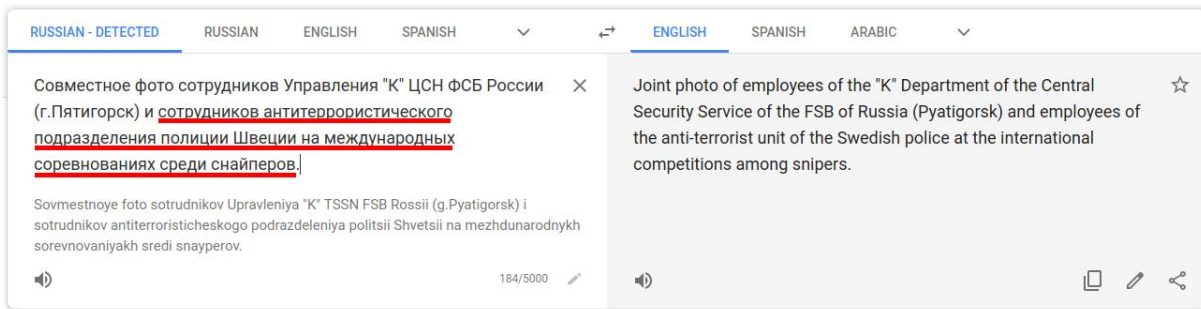 RUSSIAN - DETECTED RUSSIAN ENGLISH SPANISH ENGLISH SPANISH ARABIC
Совместное фото сотрудников Управления "К" ЦСН ФСБ России
(г.Пятигорск) и сотрудников антитеррористического
подразделения полиции Швеции на международных
соревнованиях среди снайперов.
Sovmestnoye foto sotrudnikov Upravleniya "K" TSSN FSB Rossii (g.Pyatigorsk) i
sotrudnikov antiterroristicheskogo podrazdeleniya politsii Shvetsii na mezhdunarodnykh
sorevnovaniyakh sredi snayperov.
184/5000
Joint photo of employees of the "K" Department of the Central
Security Service of the FSB of Russia (Pyatigorsk) and employees of
the anti-terrorist unit of the Swedish police at the international
competitions among snipers.